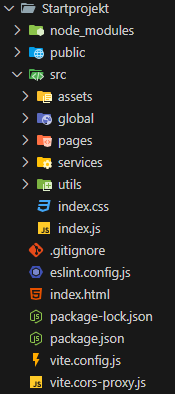 Startprojekt
node_modules
public
src
assets
global
pages
services
utils
index.css
index.js
.gitignore
eslint.config.js
index.html
package-lock.json
package.json
vite.config.js
vite.cors-proxy.js